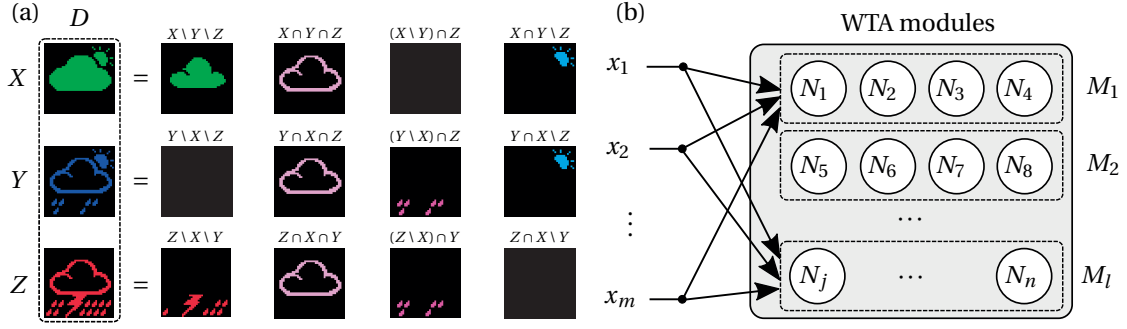 (a)
D
X \ Y \ Z
X ∩ Y ∩ Z
(X \ Y) ∩ Z
X ∩ Y \ Z
X
=
Y \ X \ Z
Y ∩ X ∩ Z
(Y \ X) ∩ Z
Y ∩ X \ Z
Y
=
Z \ X \ Y
Z ∩ X ∩ Y
(Z \ X) ∩ Y
Z ∩ X \ Y
Z
=
(b)
WTA modules
x1
N1 N2 N3 N4 M1
x2
N5 N6 N7 N8 M2
⋮
...
xm
Nj ... Nn Ml